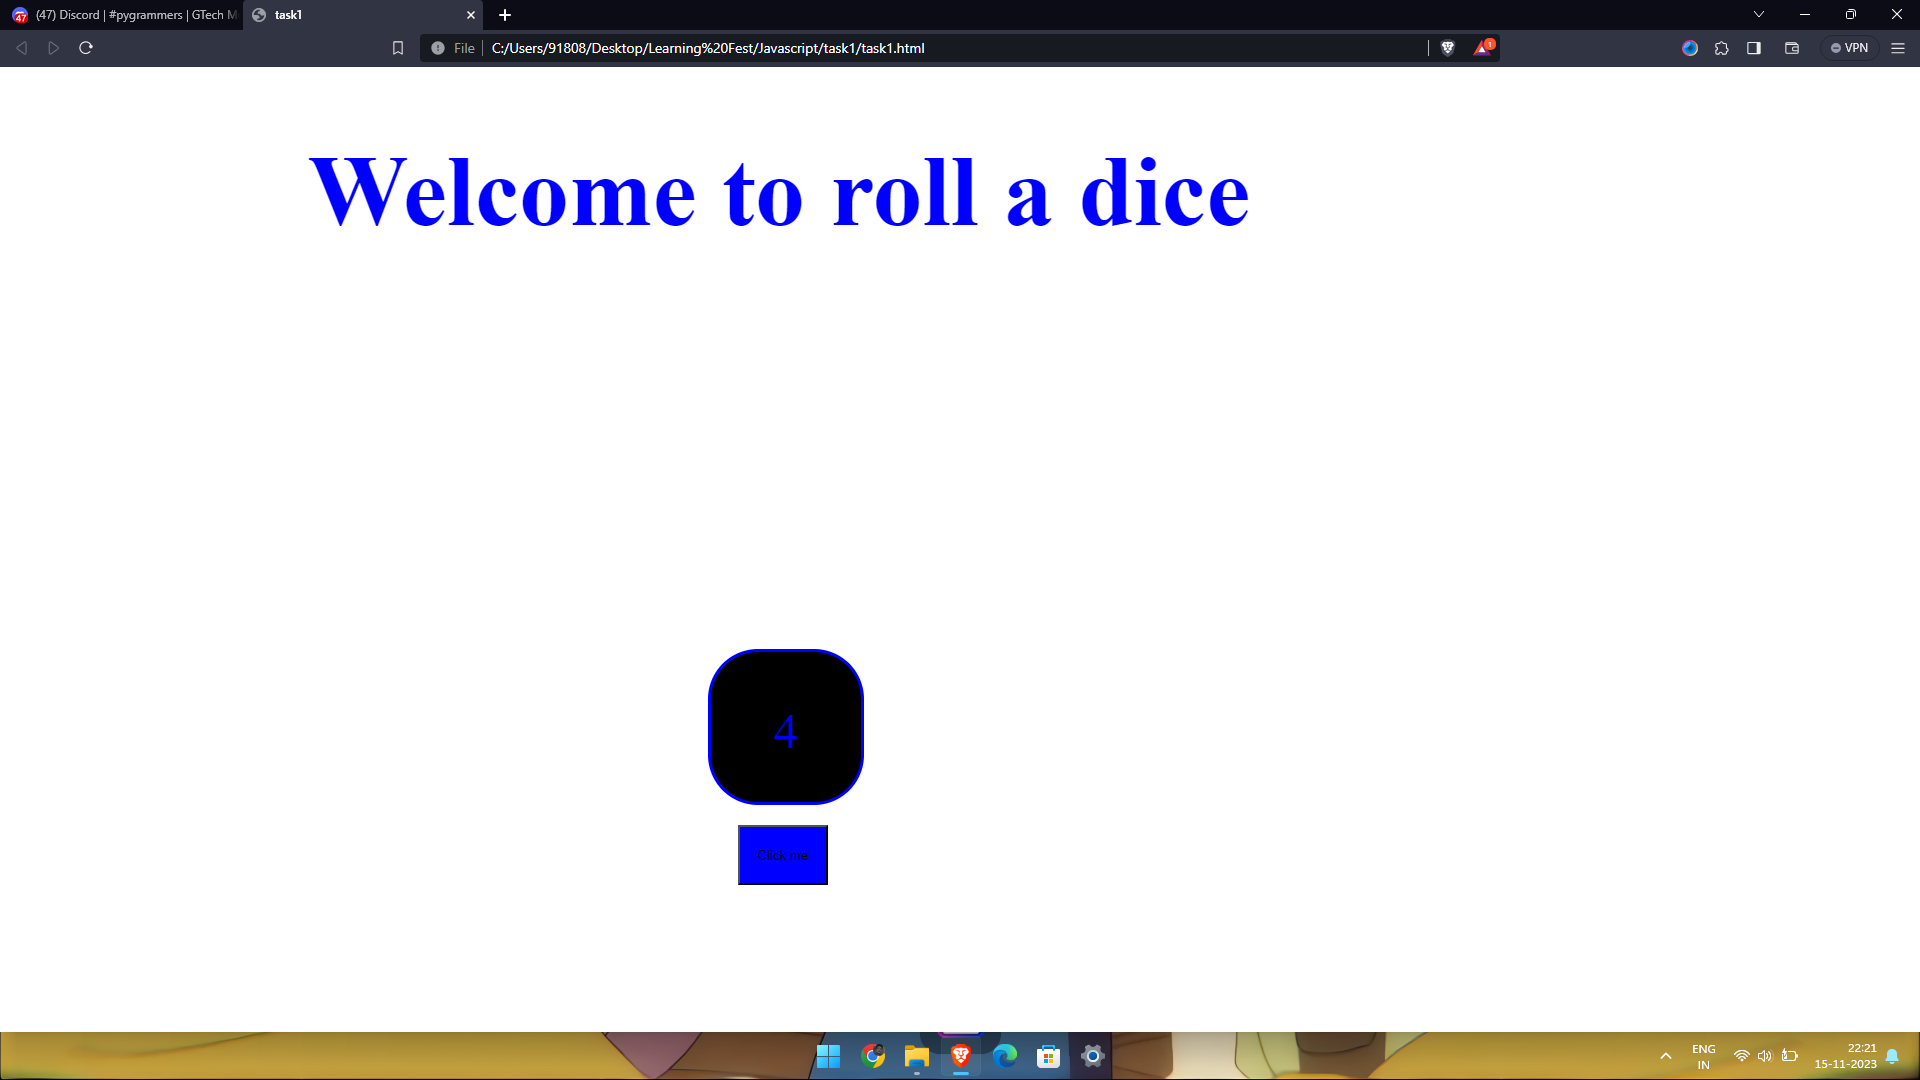 (47) Discord | #pygrammers | GTech M
task1
File
C:/Users/91808/Desktop/Learning%20Fest/Javascript/task1/task1.html
1
VPN
Welcome to roll a dice
4
Click me
ENG
IN
22:21
15-11-2023